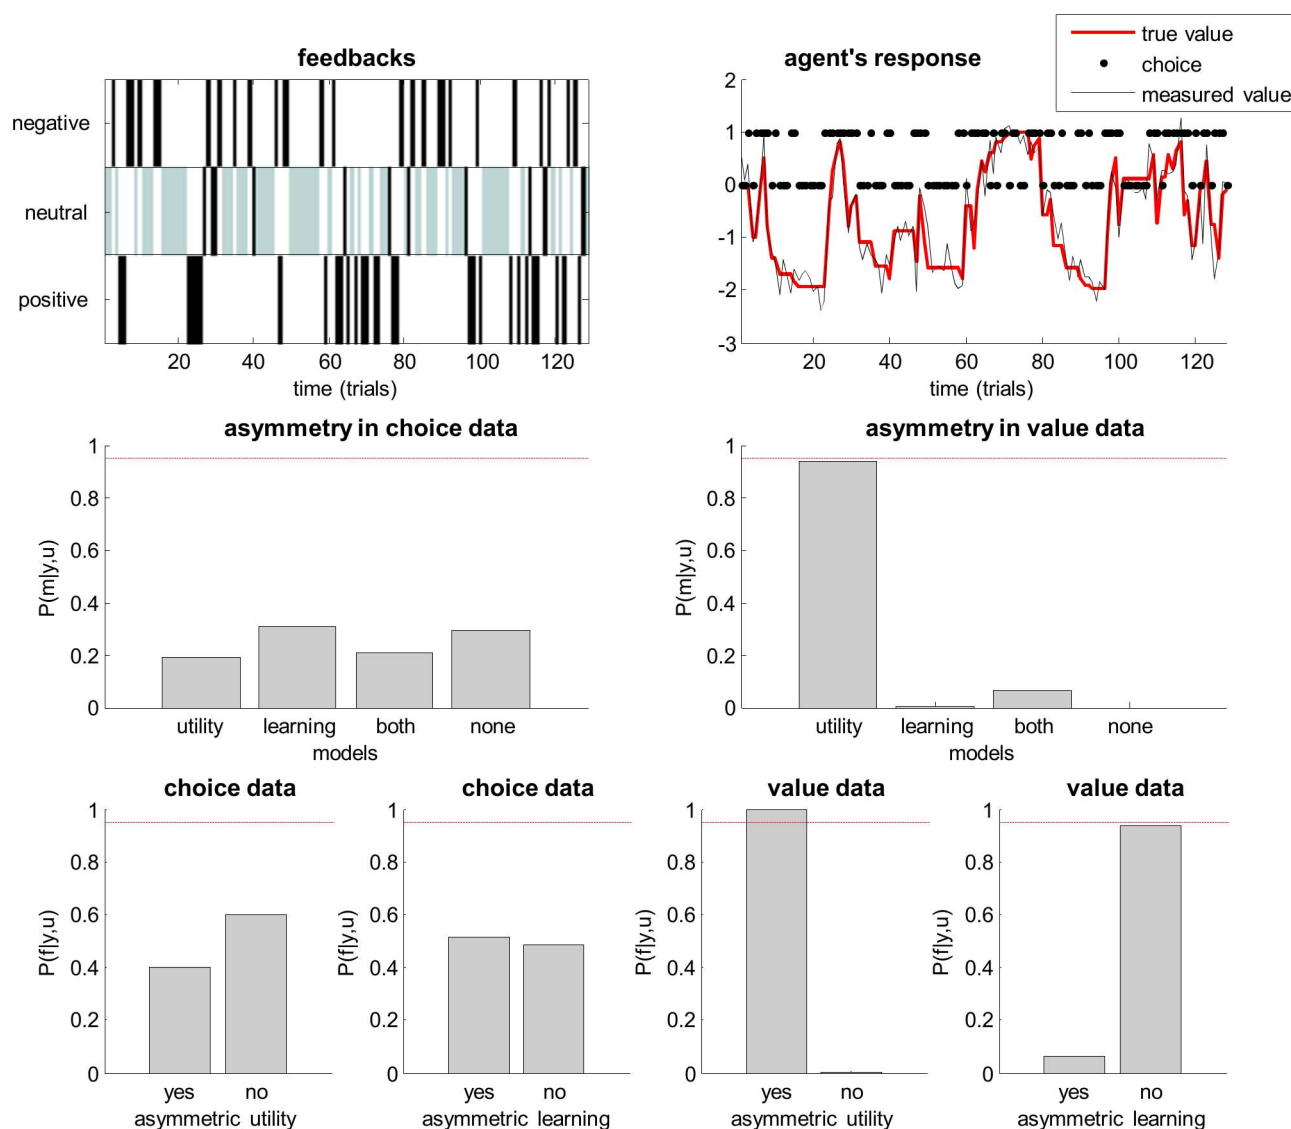 feedbacks
negative
neutral
positive
20 40 60 80 100 120
time (trials)
agent's response
true value
choice
measured value
2
1
0
-1
-2
-3
20 40 60 80 100 120
time (trials)
asymmetry in choice data
P(m|y,u)
1
0.8
0.6
0.4
0.2
0
utility learning both none
models
asymmetry in value data
P(m|y,u)
1
0.8
0.6
0.4
0.2
0
utility learning both none
models
choice data
P(f|y,u)
1
0.8
0.6
0.4
0.2
0
yes no
asymmetric utility
choice data
P(f|y,u)
1
0.8
0.6
0.4
0.2
0
yes no
asymmetric learning
value data
P(f|y,u)
1
0.8
0.6
0.4
0.2
0
yes no
asymmetric utility
value data
P(f|y,u)
1
0.8
0.6
0.4
0.2
0
yes no
asymmetric learning